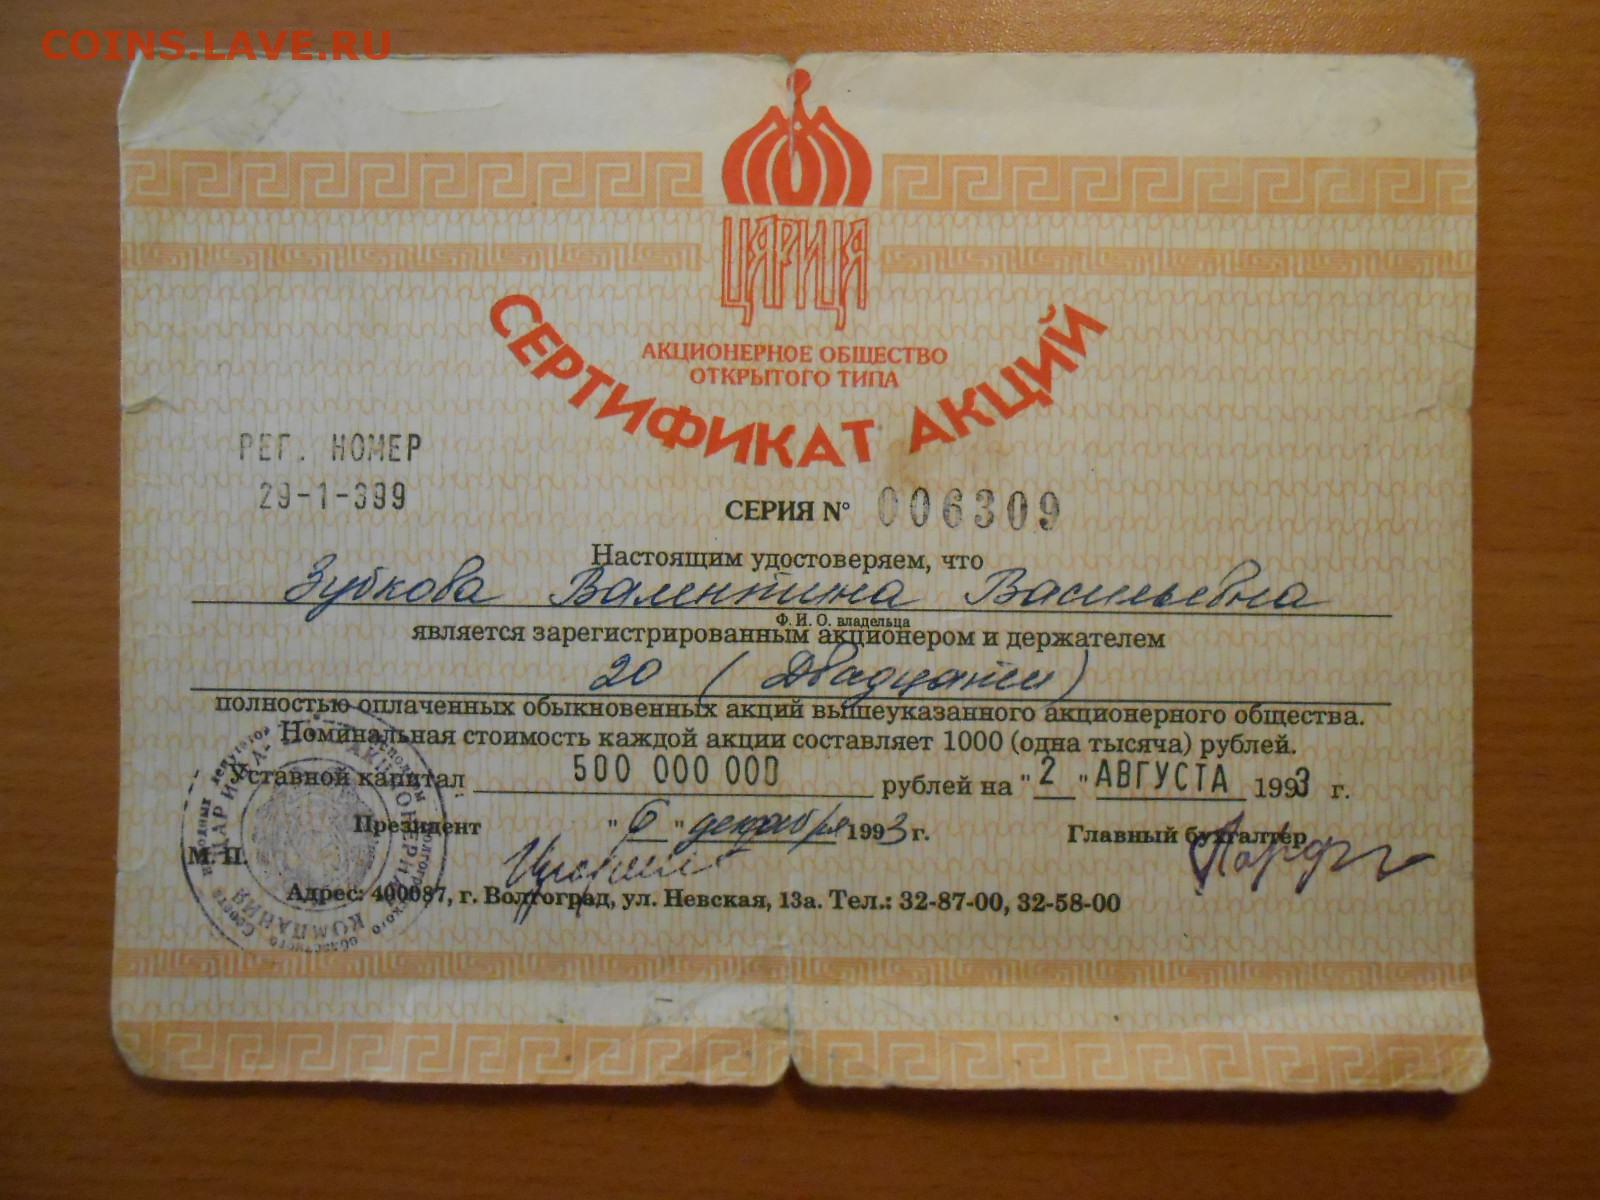 COINS.LAVE.RU
ЦАРИЦА
АКЦИОНЕРНОЕ ОБЩЕСТВО
ОТКРЫТОГО ТИПА
СЕРТИФИКАТ АКЦИЙ
РЕГ. НОМЕР
29-1-399
СЕРИЯ N° 006309
Настоящим удостоверяем, что
Зубкова Валентина Васильевна
Ф. И. О. владельца
является зарегистрированным акционером и держателем
20 (Двадцати)
полностью оплаченных обыкновенных акций вышеуказанного акционерного общества.
Номинальная стоимость каждой акции составляет 1000 (одна тысяча) рублей.
Уставной капитал 500 000 000 рублей на "2" АВГУСТА 1993 г.
Президент "6" декабря 1993 г. Главный бухгалтер
М. П.
Адрес: 400087, г. Волгоград, ул. Невская, 13а. Тел.: 32-87-00, 32-58-00
КОМПАНИЯ